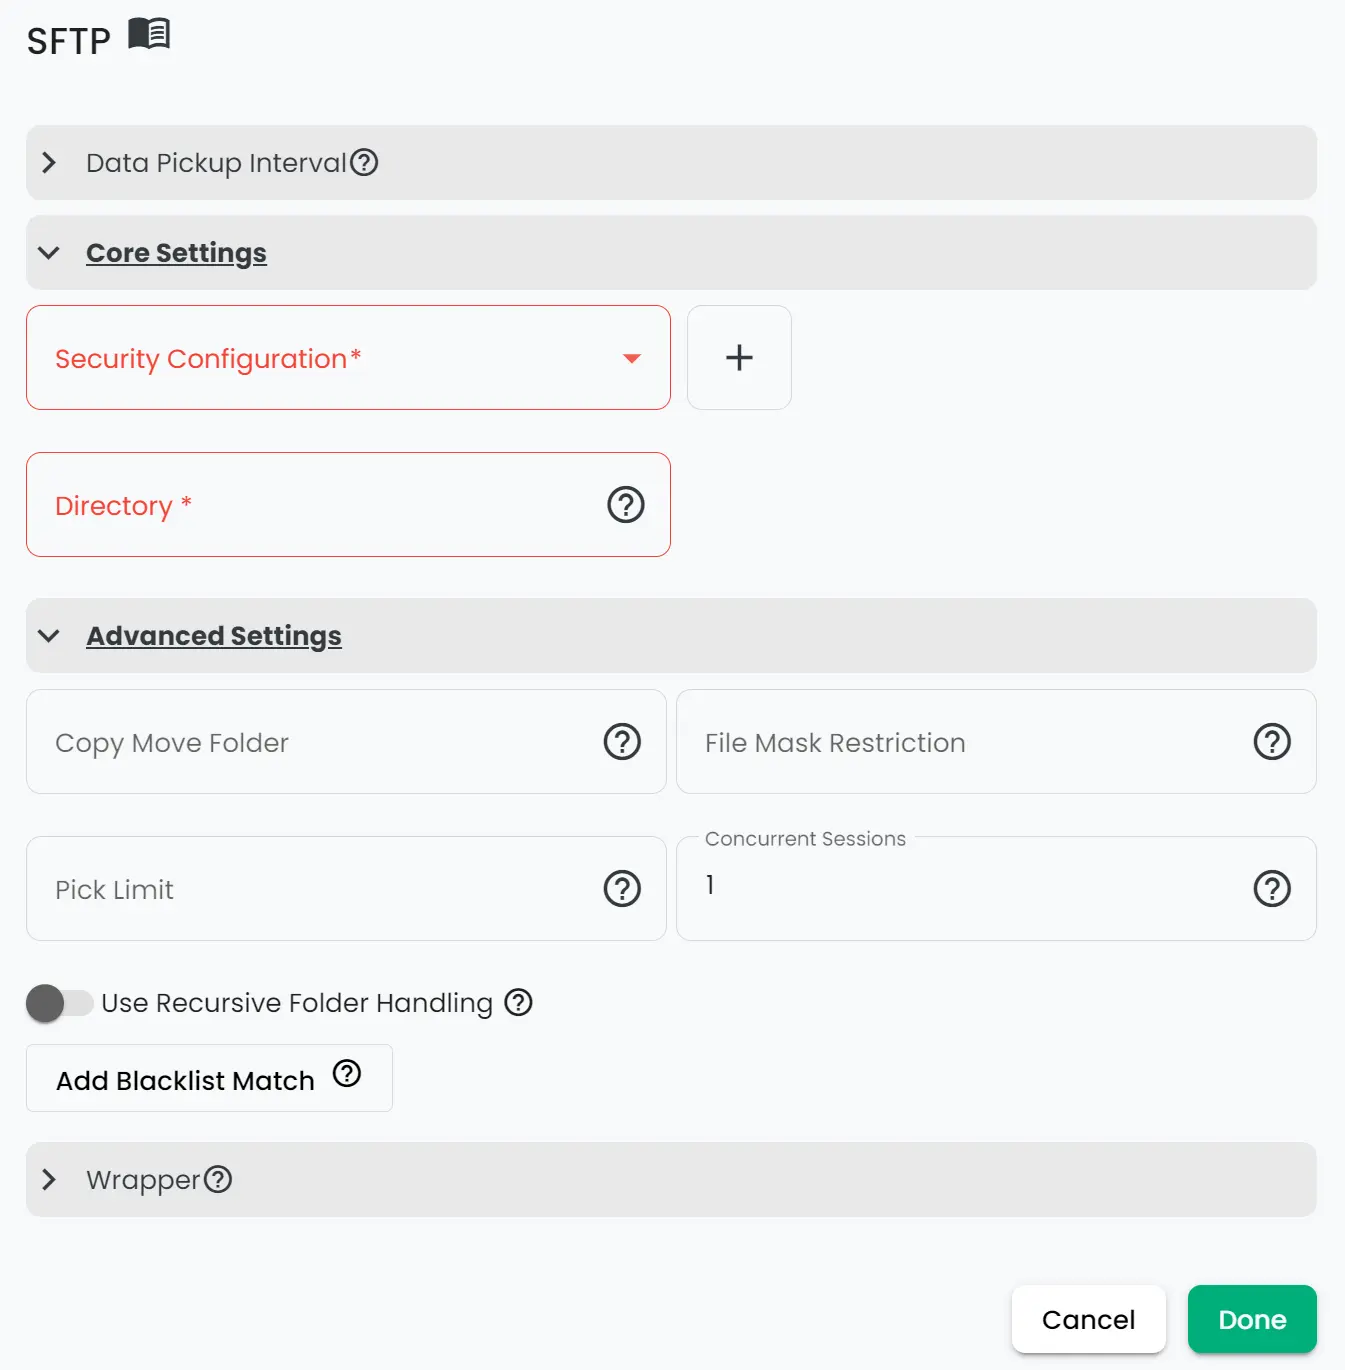 SFTP
Data Pickup Interval
Core Settings
Security Configuration*
Directory *
Advanced Settings
Copy Move Folder
File Mask Restriction
Pick Limit
Concurrent Sessions
1
Use Recursive Folder Handling
Add Blacklist Match
Wrapper
Cancel
Done